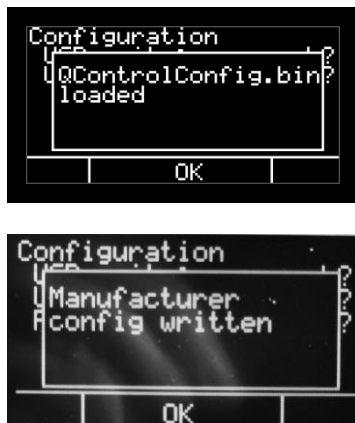 Configuration
QControlConfig.bin
loaded
OK
Configuration
Manufacturer
config written
OK